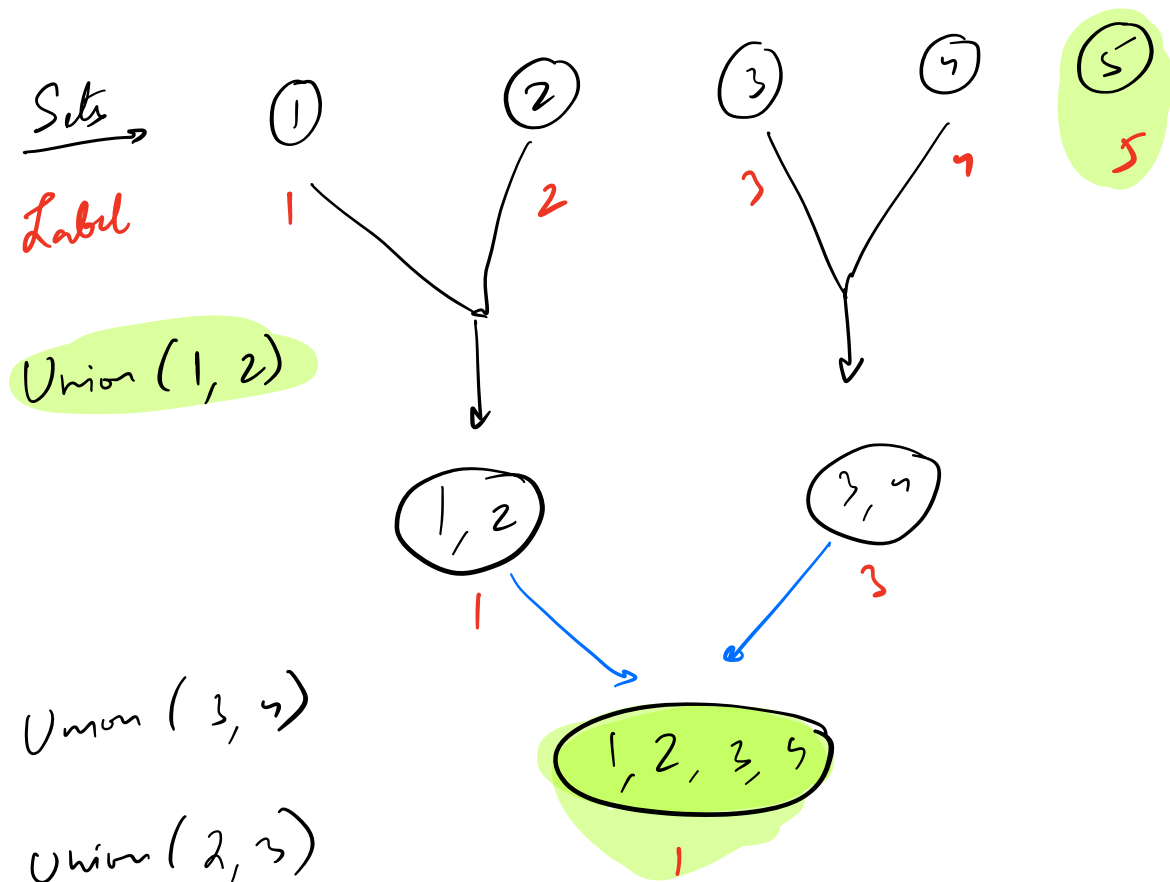 Sets 1 2 3 4 5
Label 1 2 3 4 5
Union (1, 2)
1, 2 3, 4
1 3
Union (3, 4)
1, 2, 3, 4
Union (2, 3) 1